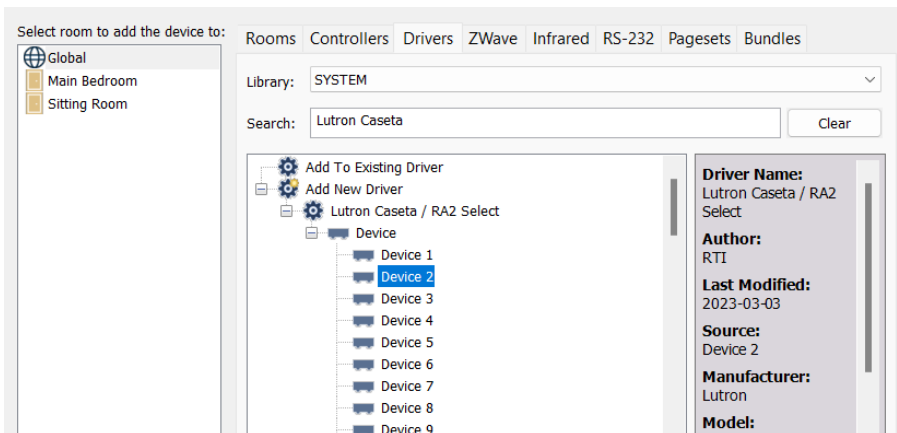 Select room to add the device to:
Global
Main Bedroom
Sitting Room
Rooms Controllers Drivers ZWave Infrared RS-232 Pagesets Bundles
Library: SYSTEM
Search: Lutron Caseta Clear
Add To Existing Driver
Add New Driver
Lutron Caseta / RA2 Select
Device
Device 1
Device 2
Device 3
Device 4
Device 5
Device 6
Device 7
Device 8
Device 9
Driver Name:
Lutron Caseta / RA2
Select
Author:
RTI
Last Modified:
2023-03-03
Source:
Device 2
Manufacturer:
Lutron
Model: